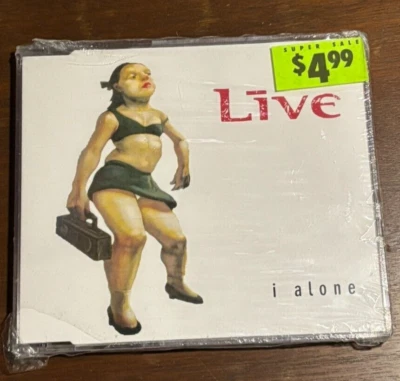 SUPER SALE
$4.99
LIVE
i alone